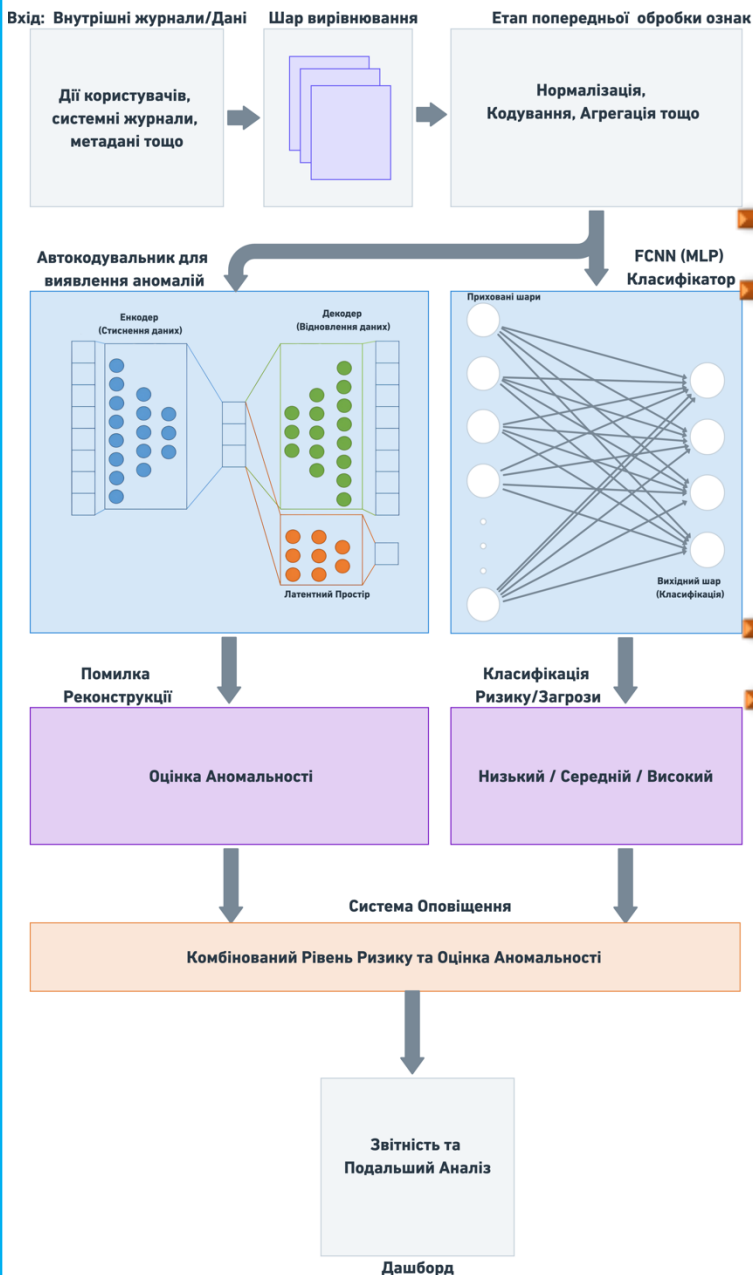 Вхід: Внутрішні журнали/Дані
Шар вирівнювання
Етап попередньої обробки ознак
Дії користувачів,
системні журнали,
метадані тощо
Нормалізація,
Кодування, Агрегація тощо
Автокодувальник для
виявлення аномалій
FCNN (MLP)
Класифікатор
Енкодер
(Стиснення даних)
Декодер
(Відновлення даних)
Латентний Простір
Приховані шари
Вихідний шар
(Класифікація)
Помилка
Реконструкції
Класифікація
Ризику/Загрози
Оцінка Аномальності
Низький / Середній / Високий
Система Оповіщення
Комбінований Рівень Ризику та Оцінка Аномальності
Звітність та
Подальший Аналіз
Дашборд